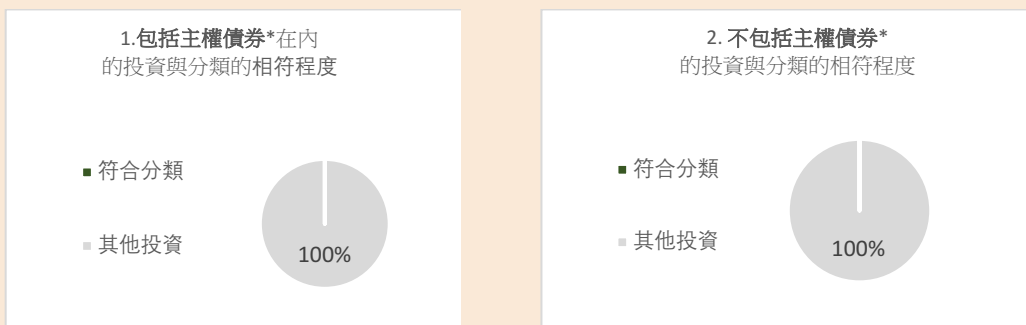 1.包括主權債券*在內
的投資與分類的相符程度
符合分類
其他投資
100%
2. 不包括主權債券*
的投資與分類的相符程度
符合分類
其他投資
100%